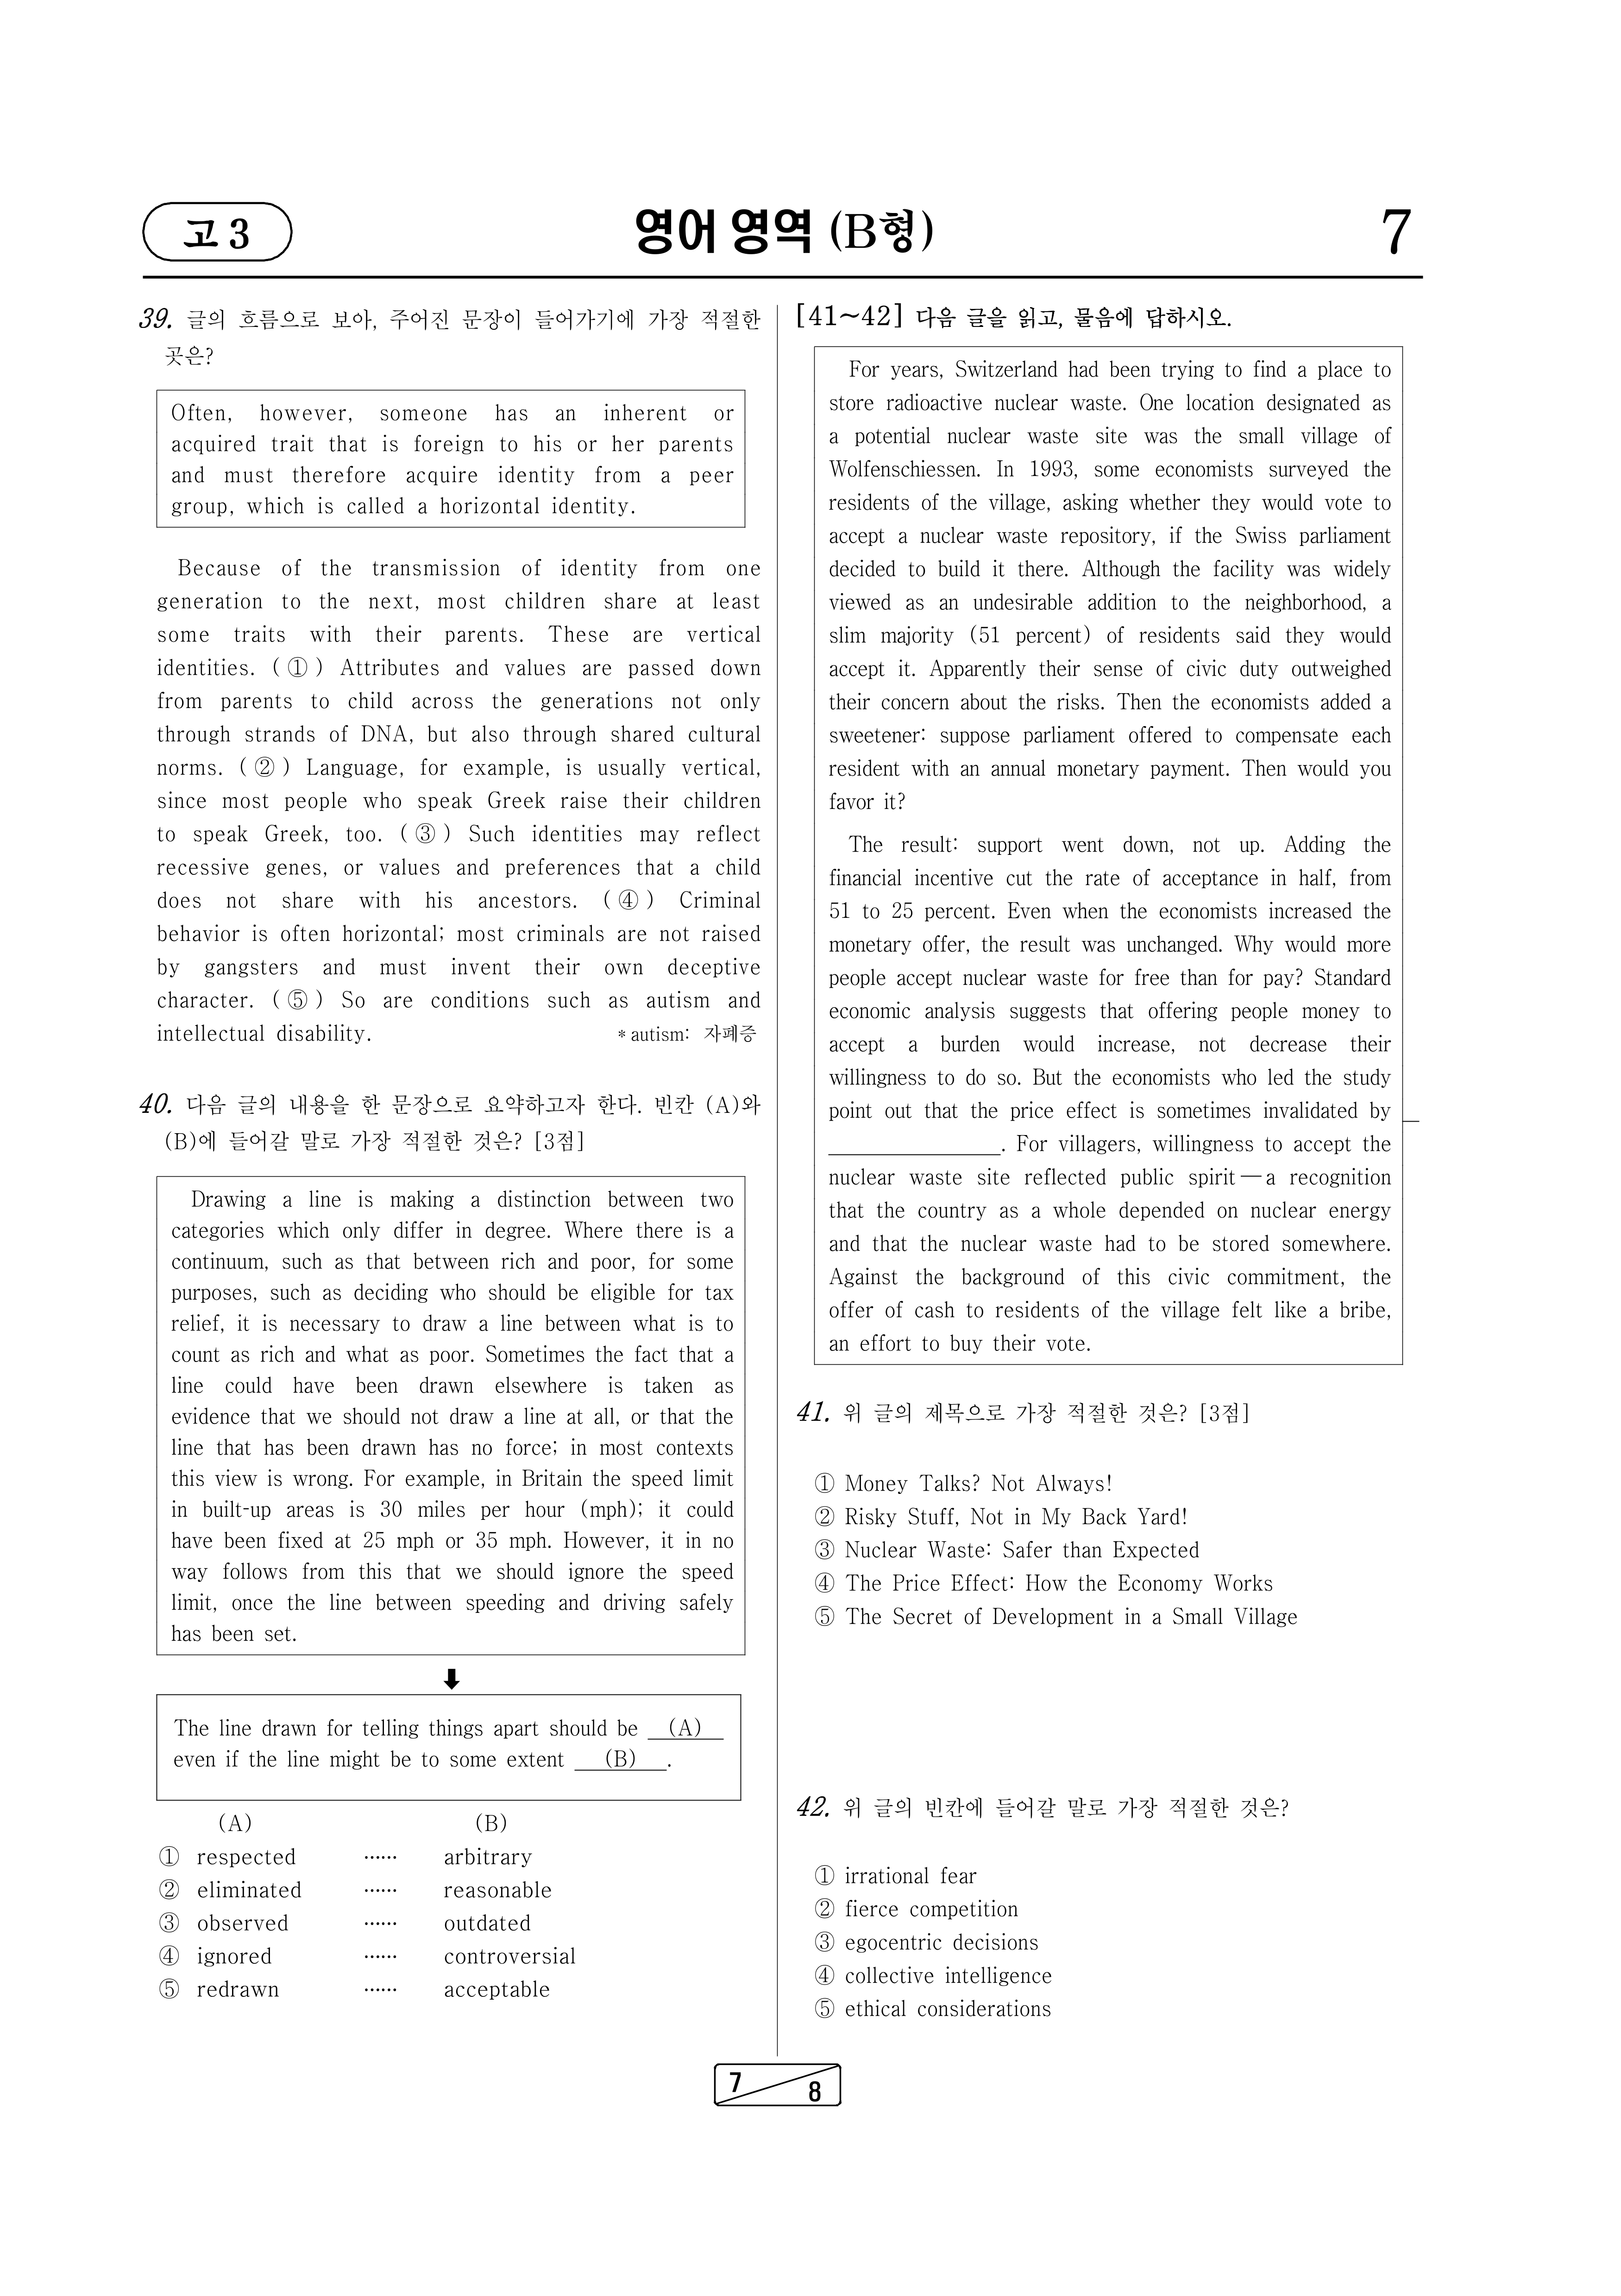 고3
영어 영역 (B형)
7
39. 글의 흐름으로 보아, 주어진 문장이 들어가기에 가장 적절한
곳은?
Often, however, someone has an inherent or
acquired trait that is foreign to his or her parents
and must therefore acquire identity from a peer
group, which is called a horizontal identity.
Because of the transmission of identity from one
generation to the next, most children share at least
some traits with their parents. These are vertical
identities. ( ① ) Attributes and values are passed down
from parents to child across the generations not only
through strands of DNA, but also through shared cultural
norms. ( ② ) Language, for example, is usually vertical,
since most people who speak Greek raise their children
to speak Greek, too. ( ③ ) Such identities may reflect
recessive genes, or values and preferences that a child
does not share with his ancestors. ( ④ ) Criminal
behavior is often horizontal; most criminals are not raised
by gangsters and must invent their own deceptive
character. ( ⑤ ) So are conditions such as autism and
intellectual disability.
* autism: 자폐증
40. 다음 글의 내용을 한 문장으로 요약하고자 한다. 빈칸 (A)와
(B)에 들어갈 말로 가장 적절한 것은? [3점]
Drawing a line is making a distinction between two
categories which only differ in degree. Where there is a
continuum, such as that between rich and poor, for some
purposes, such as deciding who should be eligible for tax
relief, it is necessary to draw a line between what is to
count as rich and what as poor. Sometimes the fact that a
line could have been drawn elsewhere is taken as
evidence that we should not draw a line at all, or that the
line that has been drawn has no force; in most contexts
this view is wrong. For example, in Britain the speed limit
in built-up areas is 30 miles per hour (mph); it could
have been fixed at 25 mph or 35 mph. However, it in no
way follows from this that we should ignore the speed
limit, once the line between speeding and driving safely
has been set.
The line drawn for telling things apart should be (A)
even if the line might be to some extent (B).
(A) (B)
① respected ······ arbitrary
② eliminated ······ reasonable
③ observed ······ outdated
④ ignored ······ controversial
⑤ redrawn ······ acceptable
[41~42] 다음 글을 읽고, 물음에 답하시오.
For years, Switzerland had been trying to find a place to
store radioactive nuclear waste. One location designated as
a potential nuclear waste site was the small village of
Wolfenschiessen. In 1993, some economists surveyed the
residents of the village, asking whether they would vote to
accept a nuclear waste repository, if the Swiss parliament
decided to build it there. Although the facility was widely
viewed as an undesirable addition to the neighborhood, a
slim majority (51 percent) of residents said they would
accept it. Apparently their sense of civic duty outweighed
their concern about the risks. Then the economists added a
sweetener: suppose parliament offered to compensate each
resident with an annual monetary payment. Then would you
favor it?
The result: support went down, not up. Adding the
financial incentive cut the rate of acceptance in half, from
51 to 25 percent. Even when the economists increased the
monetary offer, the result was unchanged. Why would more
people accept nuclear waste for free than for pay? Standard
economic analysis suggests that offering people money to
accept a burden would increase, not decrease their
willingness to do so. But the economists who led the study
point out that the price effect is sometimes invalidated by
________________. For villagers, willingness to accept the
nuclear waste site reflected public spirit — a recognition
that the country as a whole depended on nuclear energy
and that the nuclear waste had to be stored somewhere.
Against the background of this civic commitment, the
offer of cash to residents of the village felt like a bribe,
an effort to buy their vote.
41. 위 글의 제목으로 가장 적절한 것은? [3점]
① Money Talks? Not Always!
② Risky Stuff, Not in My Back Yard!
③ Nuclear Waste: Safer than Expected
④ The Price Effect: How the Economy Works
⑤ The Secret of Development in a Small Village
42. 위 글의 빈칸에 들어갈 말로 가장 적절한 것은?
① irrational fear
② fierce competition
③ egocentric decisions
④ collective intelligence
⑤ ethical considerations
7
8